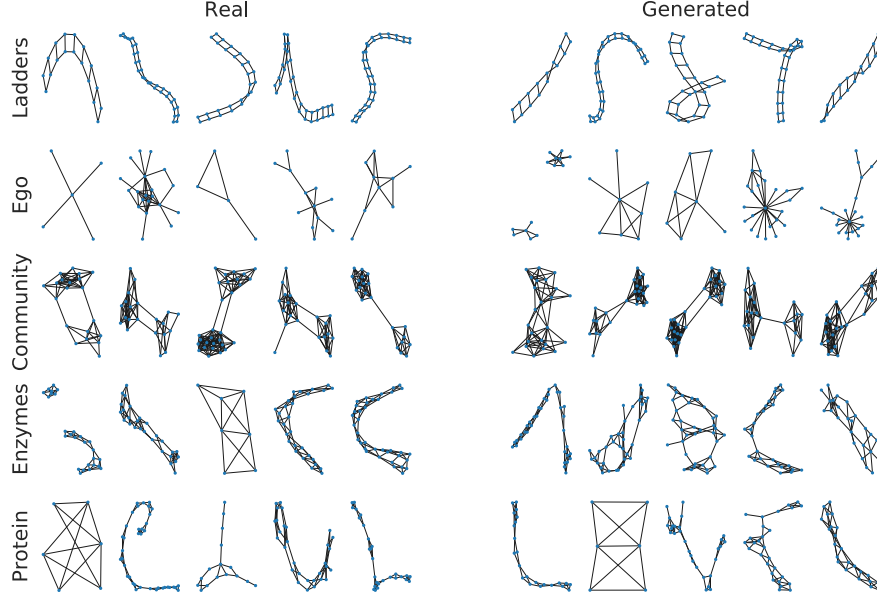 Real
Generated
Ladders
Ego
Community
Enzymes
Protein